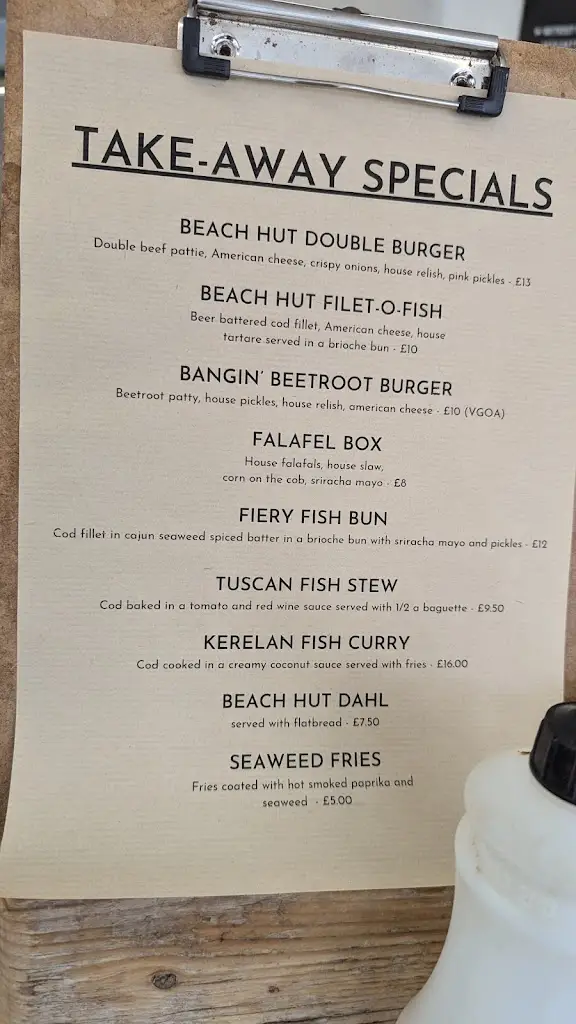 TAKE-AWAY SPECIALS
BEACH HUT DOUBLE BURGER
Double beef pattie, American cheese, crispy onions, house relish, pink pickles - £13
BEACH HUT FILET-O-FISH
Beer battered cod fillet, American cheese, house
tartare served in a brioche bun - £10
BANGIN' BEETROOT BURGER
Beetroot patty, house pickles, house relish, american cheese - £10 (VGOA)
FALAFEL BOX
House falafals, house slaw,
corn on the cob, sriracha mayo - £8
FIERY FISH BUN
Cod fillet in cajun seaweed spiced batter in a brioche bun with sriracha mayo and pickles - £12
TUSCAN FISH STEW
Cod baked in a tomato and red wine sauce served with 1/2 a baguette - £9.50
KERELAN FISH CURRY
Cod cooked in a creamy coconut sauce served with fries - £16.00
BEACH HUT DAHL
served with flatbread - £7.50
SEAWEED FRIES
Fries coated with hot smoked paprika and
seaweed - £5.00